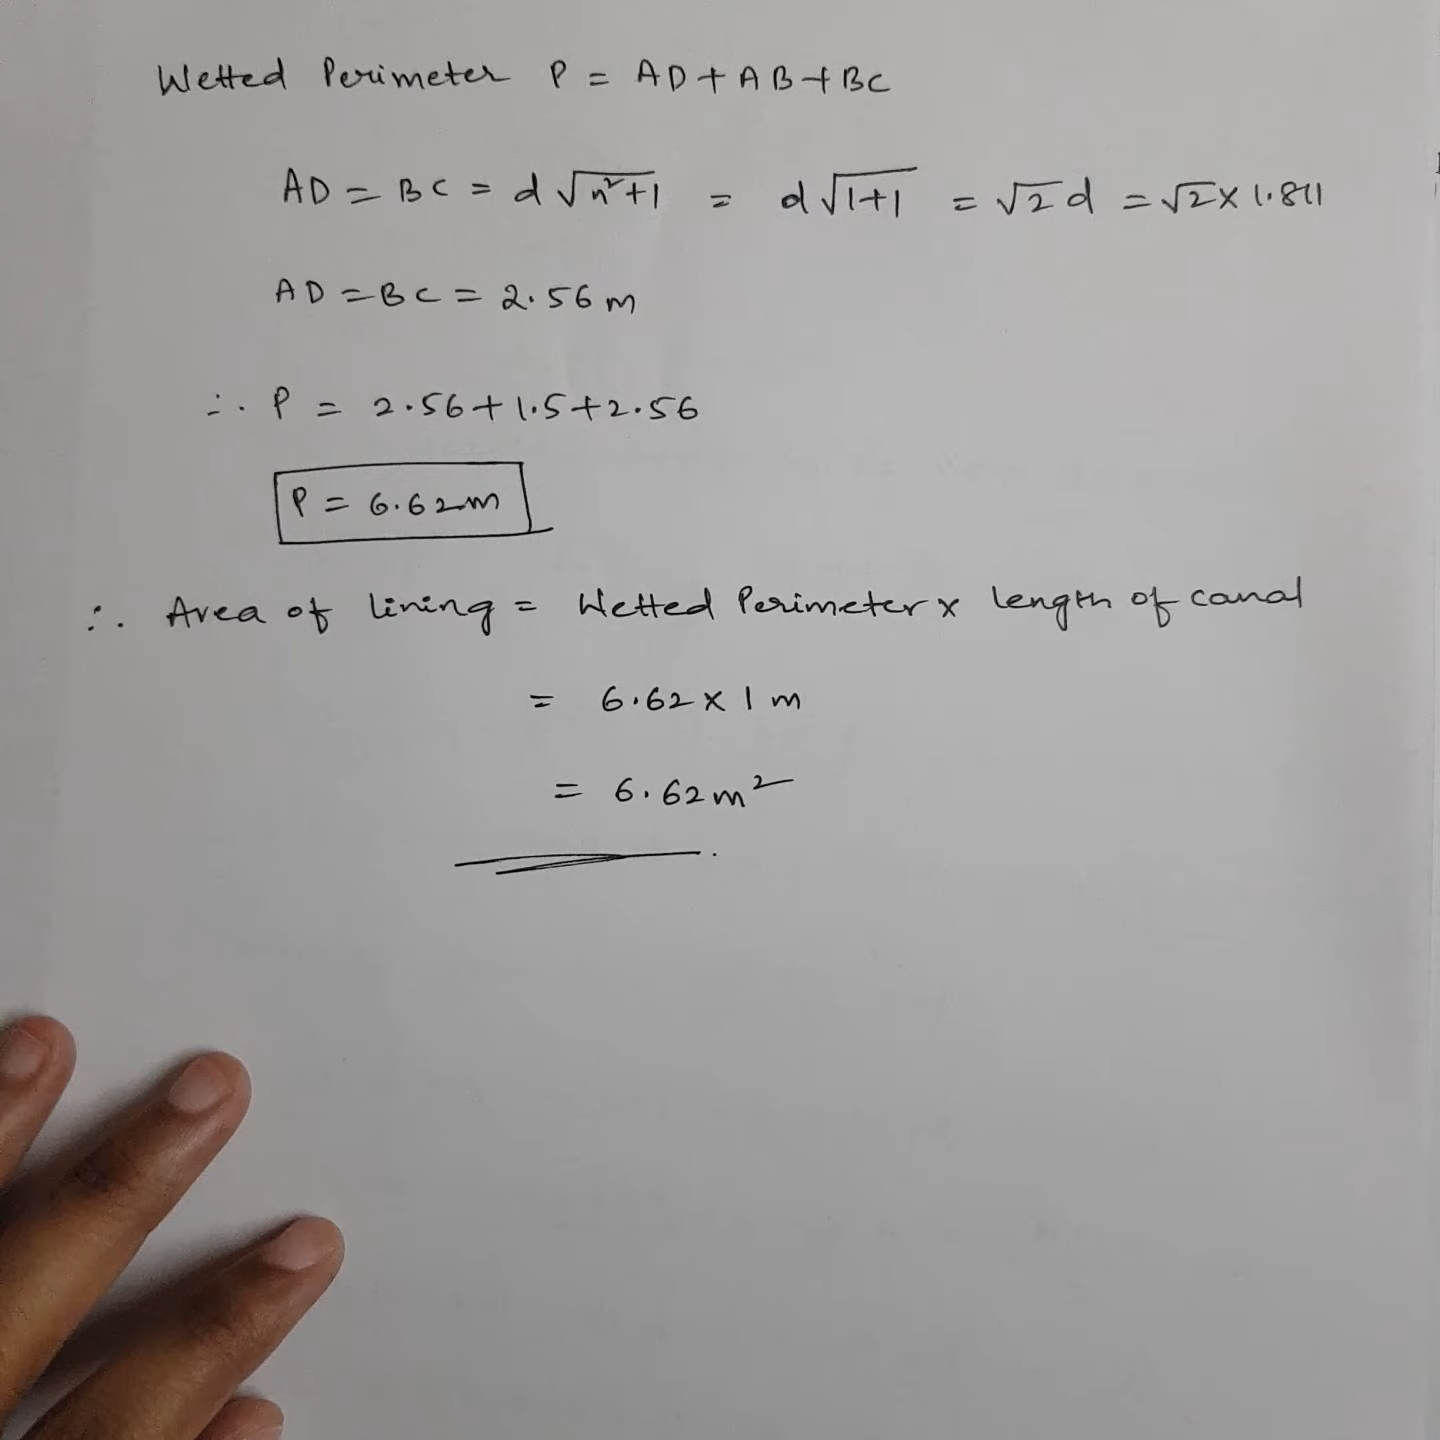 Wetted Perimeter P = AD + AB + BC
AD = BC = d √n²+1 = d √1+1 = √2 d = √2 × 1.811
AD = BC = 2.56 m
∴ P = 2.56 + 1.5 + 2.56
P = 6.62 m
∴ Area of lining = Wetted Perimeter × length of canal
= 6.62 × 1 m
= 6.62 m²